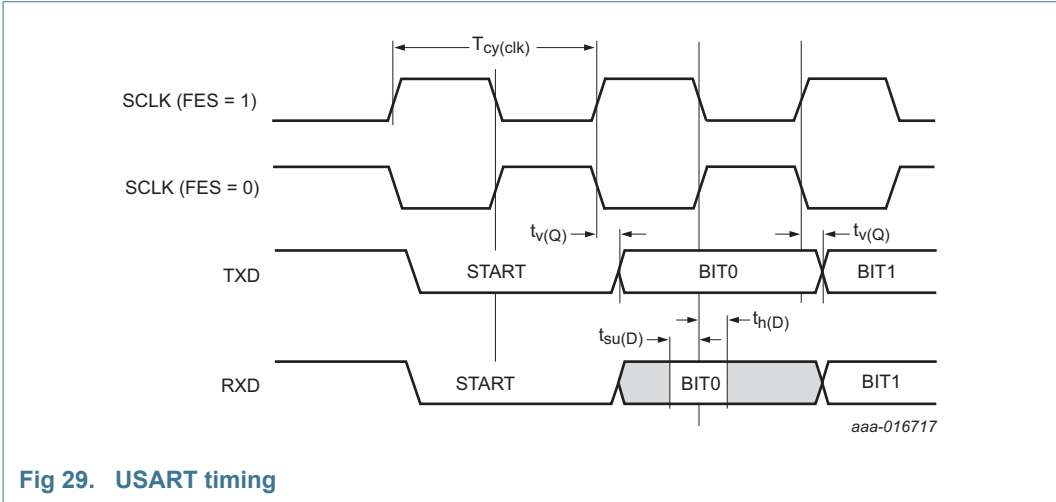 Tcy(clk)
SCLK (FES = 1)
SCLK (FES = 0)
tv(Q) tv(Q)
TXD START BIT0 BIT1
tsu(D) th(D)
RXD START BIT0 BIT1
aaa-016717
Fig 29. USART timing